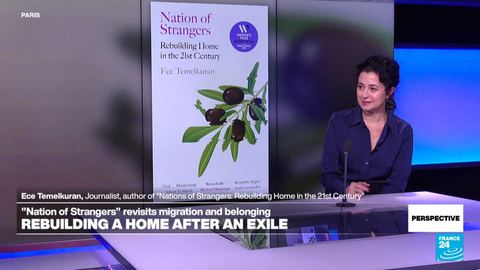 PARIS
Nation of
Strangers
Rebuilding Home
in the 21st Century
Ece Temelkuran
WOMEN'S
PRIZE
Ece Temelkuran, Journalist, author of "Nations of Strangers: Rebuilding Home in the 21st Century"
"Nation of Strangers" revisits migration and belonging
REBUILDING A HOME AFTER AN EXILE
PERSPECTIVE
FRANCE
24